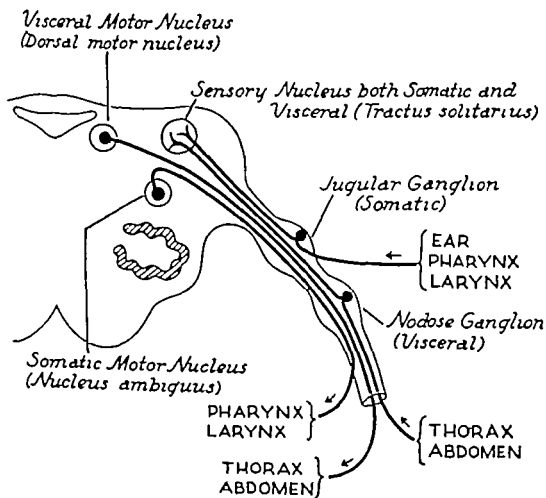 Visceral Motor Nucleus
(Dorsal motor nucleus)
Sensory Nucleus both Somatic and
Visceral (Tractus solitarius)
Jugular Ganglion
(Somatic)
EAR
PHARYNX
LARYNX
Nodose Ganglion
(Visceral)
Somatic Motor Nucleus
(Nucleus ambiguus)
PHARYNX
LARYNX
THORAX
ABDOMEN
THORAX
ABDOMEN